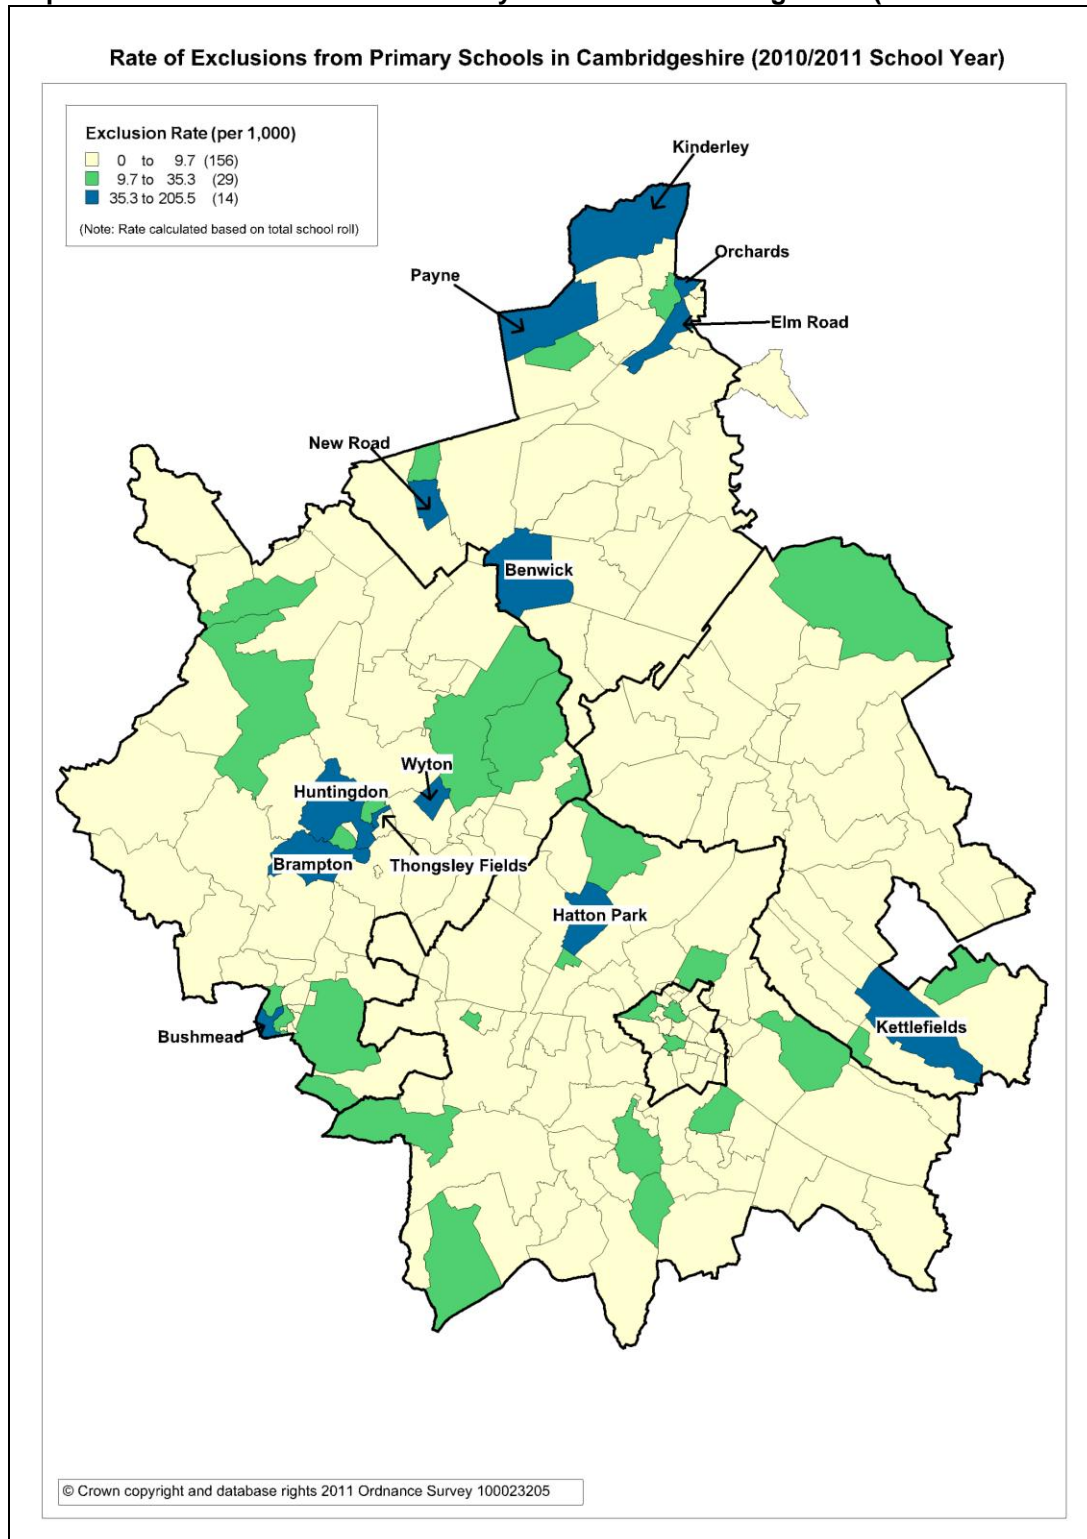 Rate of Exclusions from Primary Schools in Cambridgeshire (2010/2011 School Year)
Exclusion Rate (per 1,000)
0 to 9.7 (156)
9.7 to 35.3 (29)
35.3 to 205.5 (14)
(Note: Rate calculated based on total school roll)
Kinderley
Orchards
Payne
Elm Road
New Road
Benwick
Wyton
Huntingdon
Brampton
Thongsley Fields
Hatton Park
Bushmead
Kettlefields
© Crown copyright and database rights 2011 Ordnance Survey 100023205